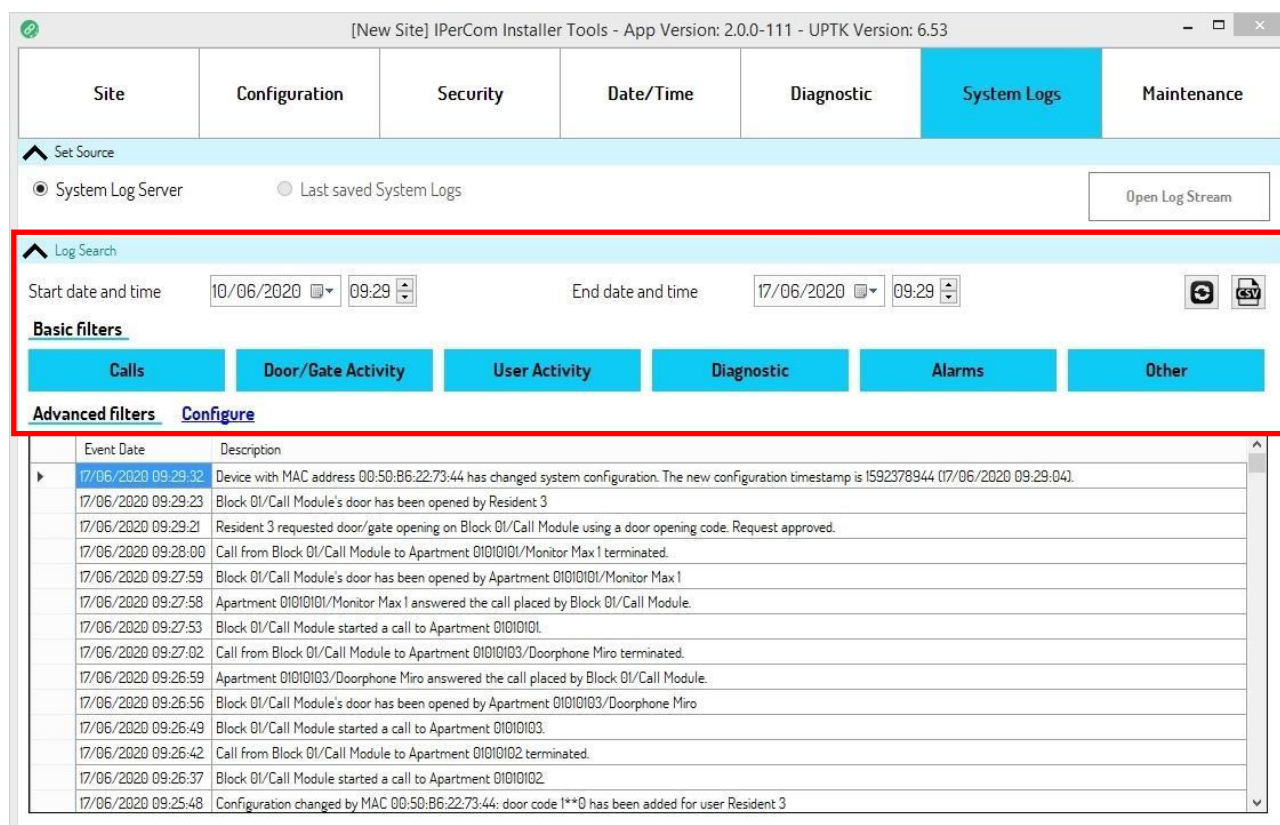 [New Site] IPerCom Installer Tools - App Version: 2.0.0-111 - UPTK Version: 6.53
Site Configuration Security Date/Time Diagnostic System Logs Maintenance
Set Source
System Log Server Last saved System Logs Open Log Stream
Log Search
Start date and time 10/06/2020 09:29 End date and time 17/06/2020 09:29 CSV
Basic filters
Calls Door/Gate Activity User Activity Diagnostic Alarms Other
Advanced filters Configure
Event Date Description
17/06/2020 09:29:32 Device with MAC address 00:50:B6:22:73:44 has changed system configuration. The new configuration timestamp is 1592378944 (17/06/2020 09:29:04).
17/06/2020 09:29:23 Block 01/Call Module's door has been opened by Resident 3
17/06/2020 09:29:21 Resident 3 requested door/gate opening on Block 01/Call Module using a door opening code. Request approved.
17/06/2020 09:28:00 Call from Block 01/Call Module to Apartment 01010101/Monitor Max 1 terminated.
17/06/2020 09:27:59 Block 01/Call Module's door has been opened by Apartment 01010101/Monitor Max 1
17/06/2020 09:27:58 Apartment 01010101/Monitor Max 1 answered the call placed by Block 01/Call Module.
17/06/2020 09:27:53 Block 01/Call Module started a call to Apartment 01010101.
17/06/2020 09:27:02 Call from Block 01/Call Module to Apartment 01010103/Doorphone Miro terminated.
17/06/2020 09:26:59 Apartment 01010103/Doorphone Miro answered the call placed by Block 01/Call Module.
17/06/2020 09:26:56 Block 01/Call Module's door has been opened by Apartment 01010103/Doorphone Miro
17/06/2020 09:26:49 Block 01/Call Module started a call to Apartment 01010103.
17/06/2020 09:26:42 Call from Block 01/Call Module to Apartment 01010102 terminated.
17/06/2020 09:26:37 Block 01/Call Module started a call to Apartment 01010102.
17/06/2020 09:25:48 Configuration changed by MAC 00:50:B6:22:73:44: door code 1**0 has been added for user Resident 3